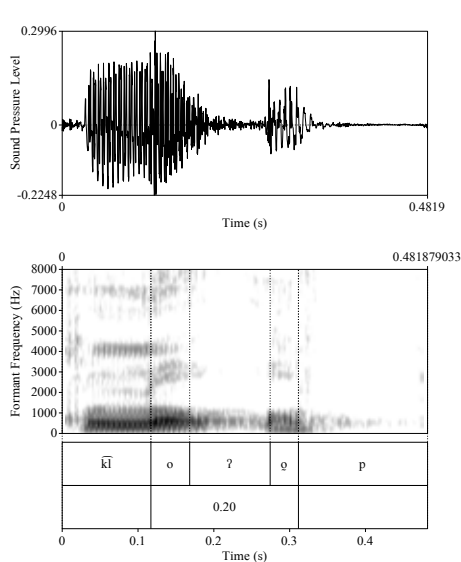 0.2996
Sound Pressure Level
0
-0.2248
0
0.4819
Time (s)
0
0.481879033
8000
7000
6000
5000
4000
3000
2000
1000
0
Formant Frequency (Hz)
k͡l
o
ʔ
o̰
p
0.20
0
0.1
0.2
0.3
0.4
Time (s)